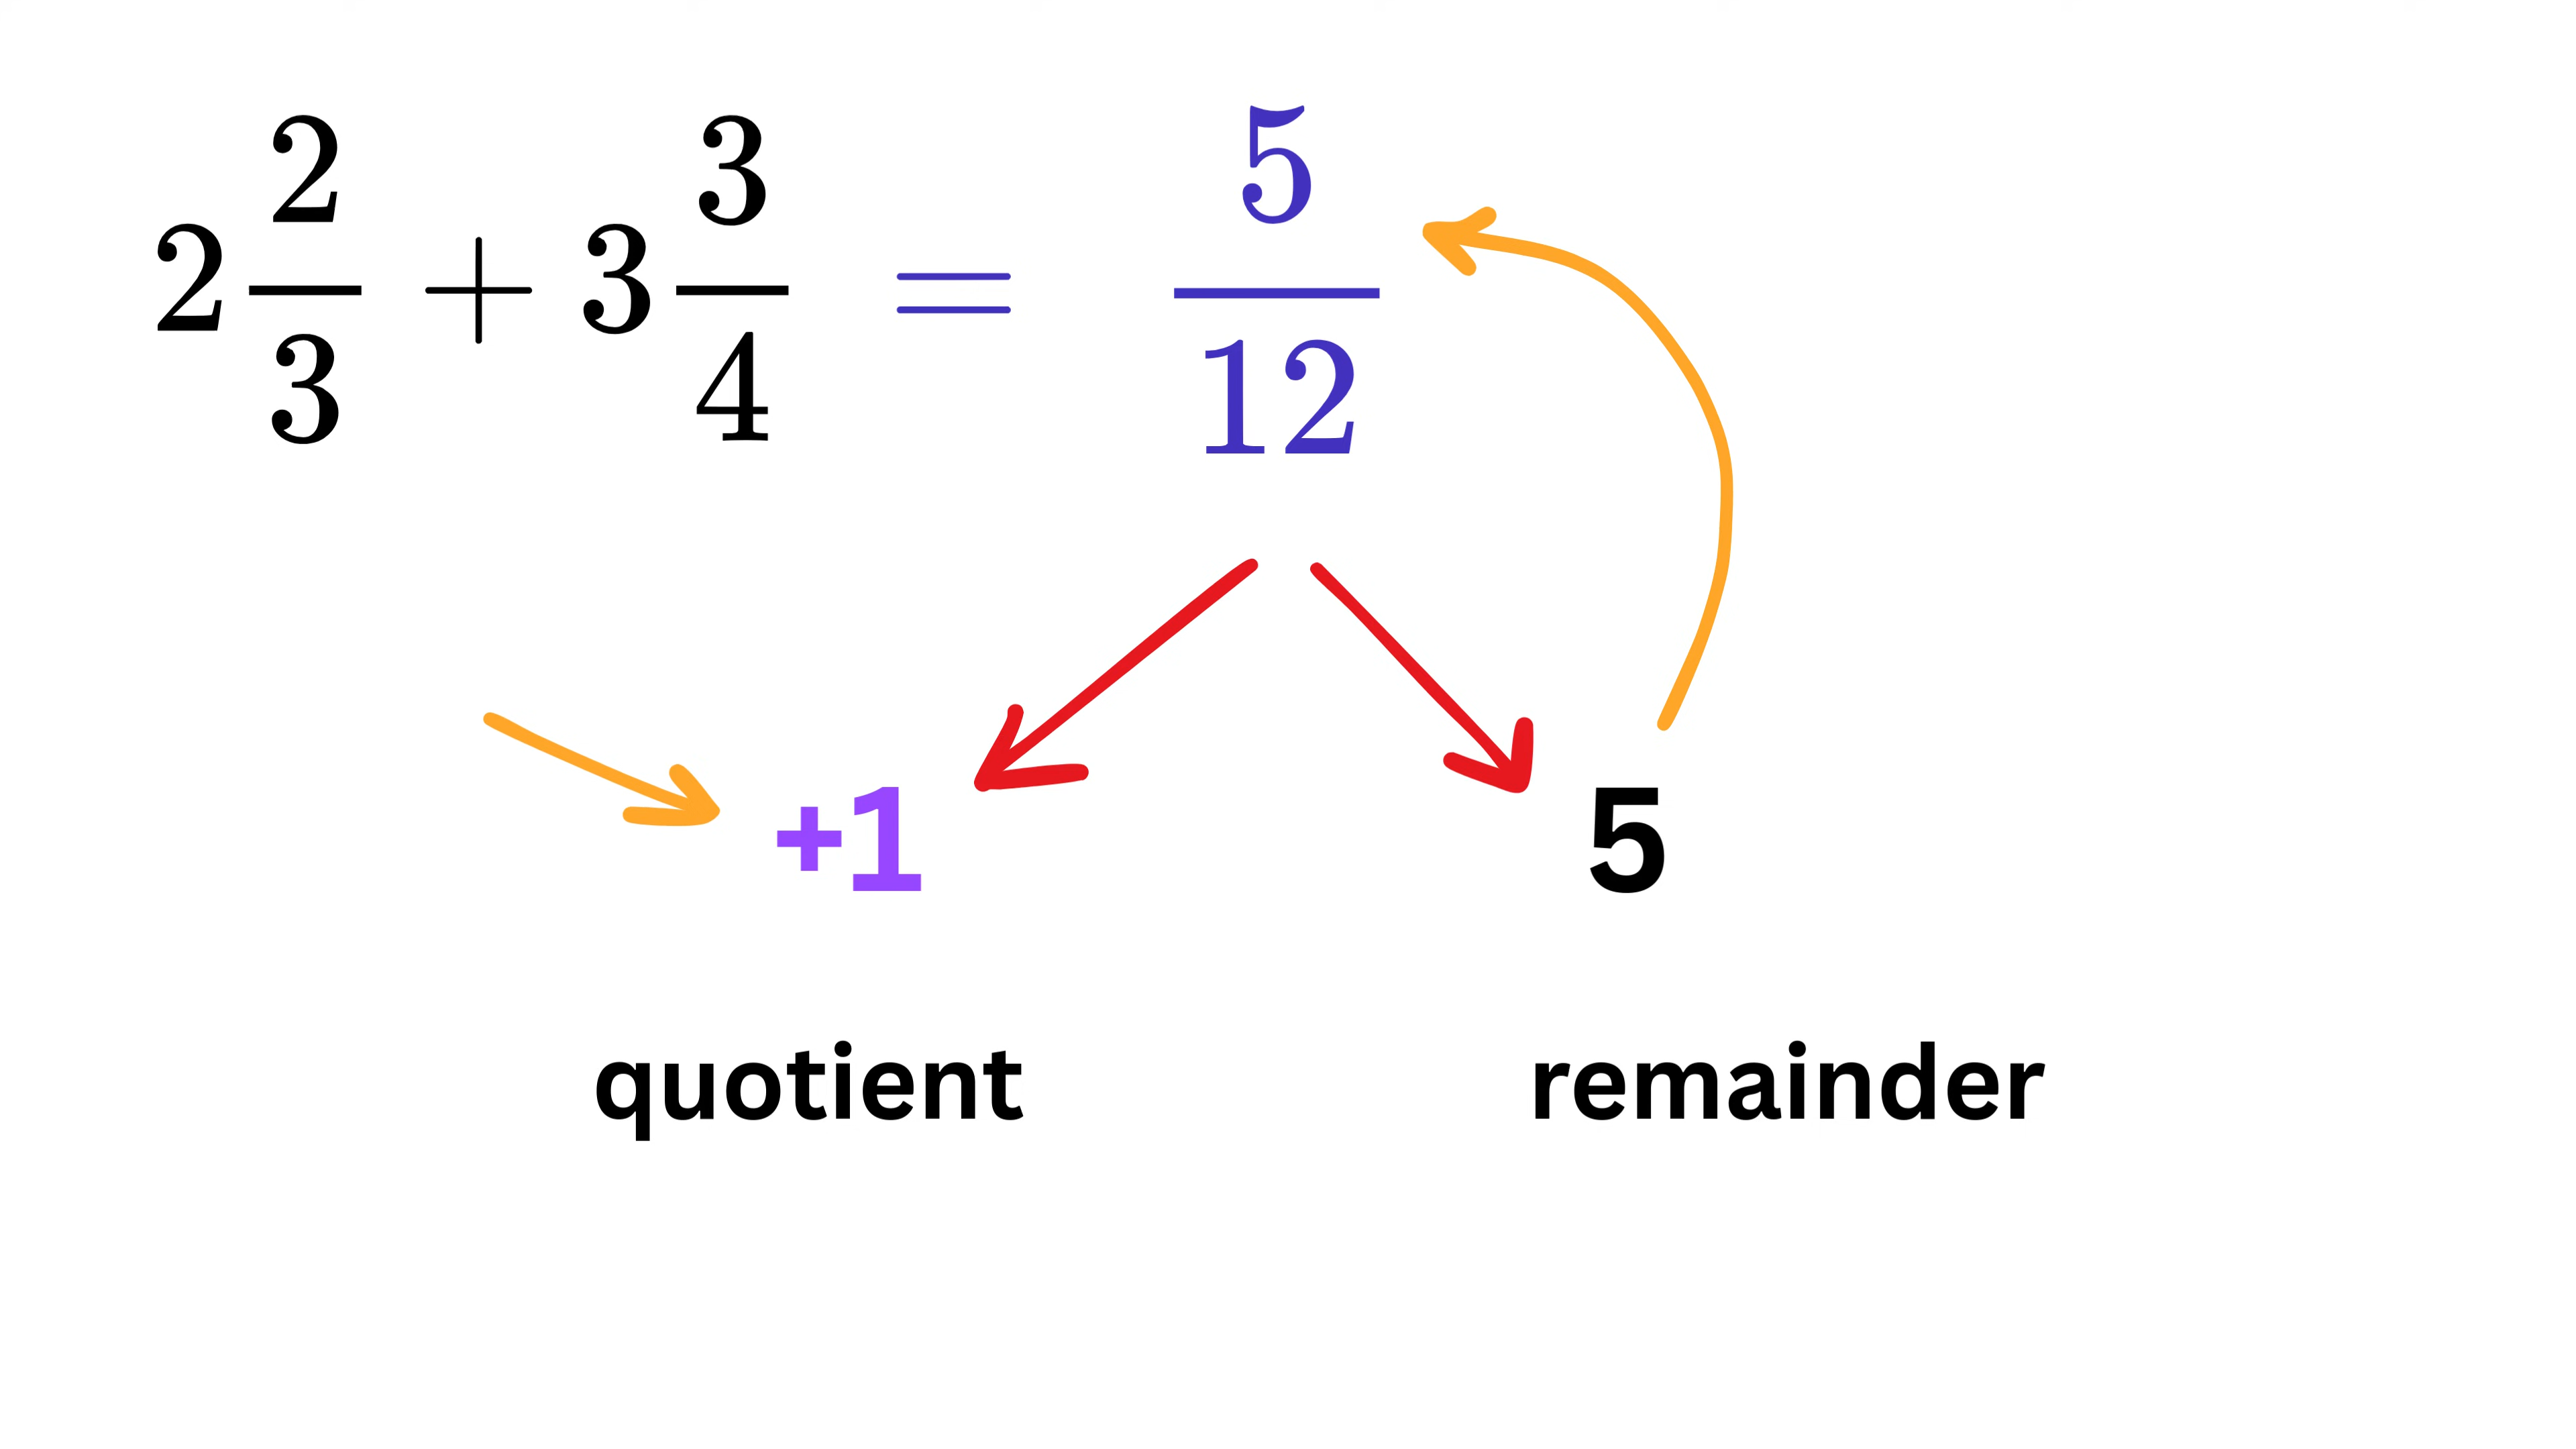 2 2/3 + 3 3/4 = 5/12
+1 5
quotient remainder